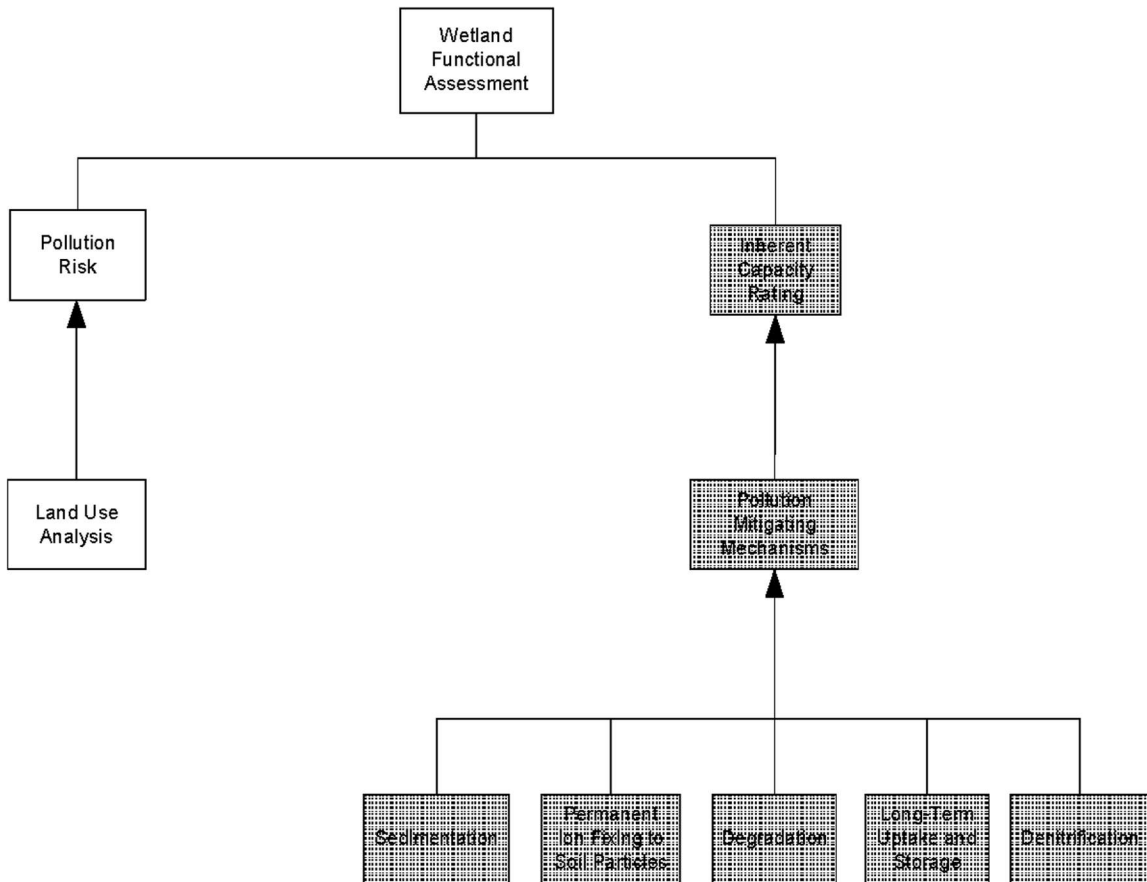 Wetland
Functional
Assessment
Pollution
Risk
Inherent
Capacity
Rating
Land Use
Analysis
Pollution
Mitigating
Mechanisms
Sedimentation
Permanent
Ion Fixing to
Soil Particles
Degradation
Long-Term
Uptake and
Storage
Denitrification